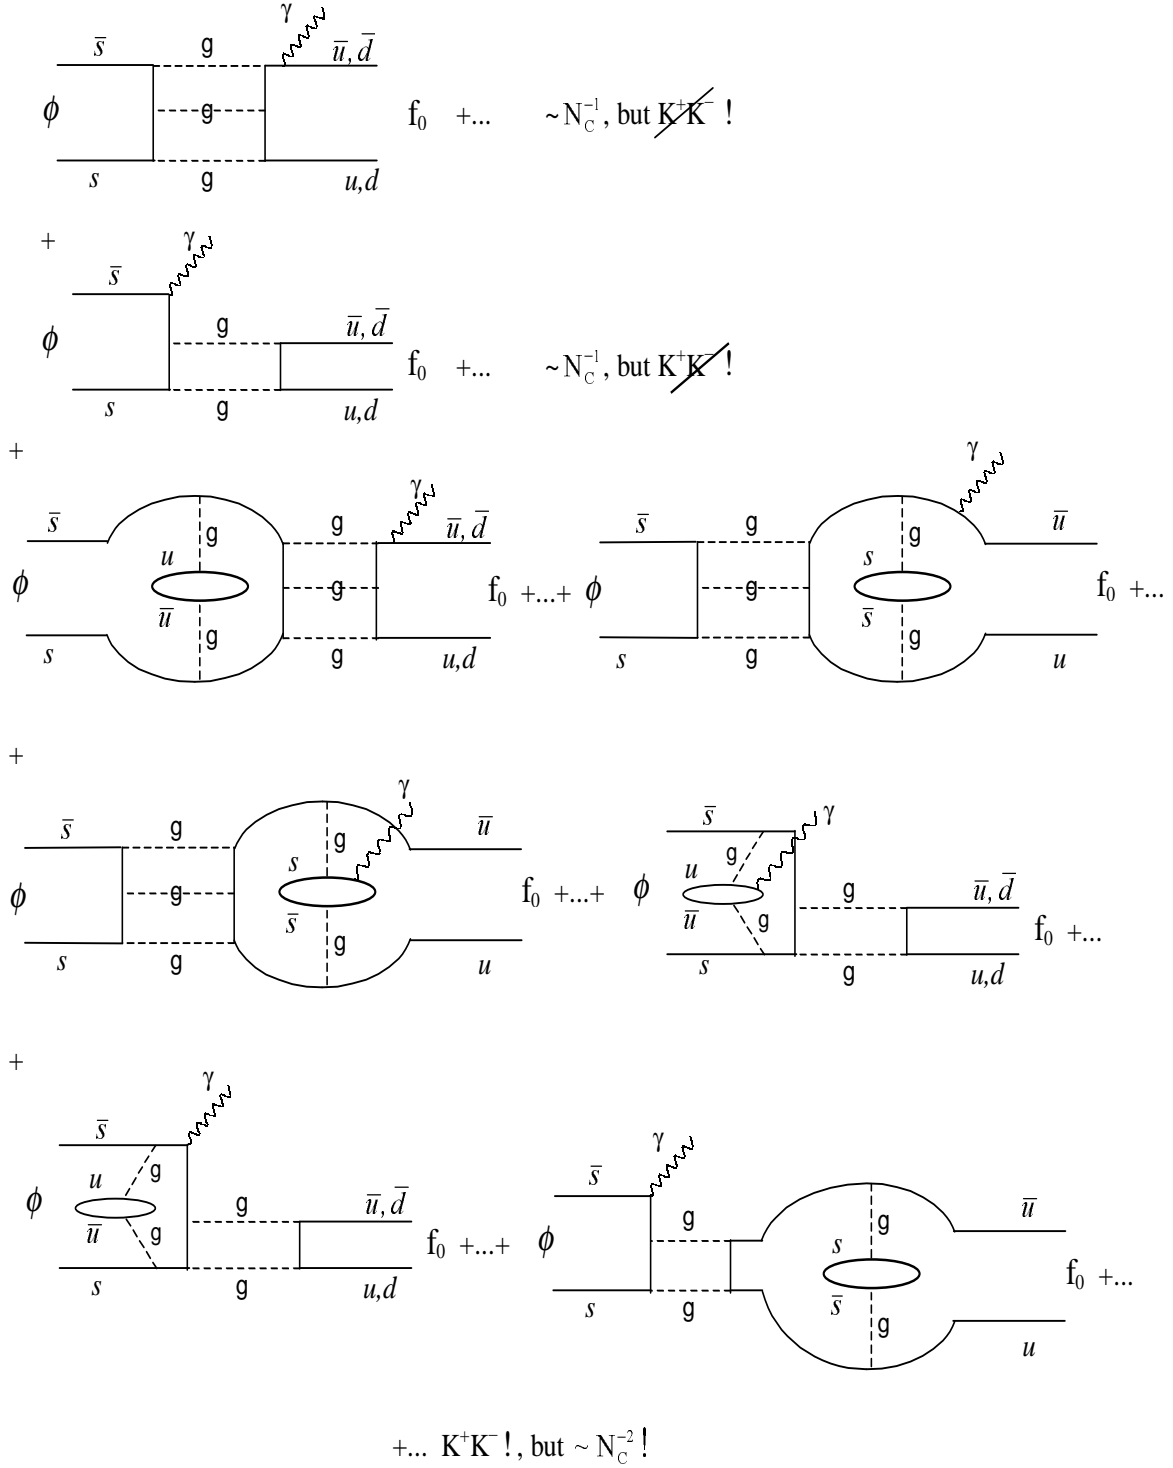 γ
s̄ g ū, d̄
ϕ g f₀ +... ~N_C⁻¹, but K⁺K⁻ !
s g u,d
+ γ
s̄
g ū, d̄
ϕ f₀ +... ~N_C⁻¹, but K⁺K⁻ !
s g u,d
+ γ γ
s̄ g g ū, d̄ s̄ g g ū
u s
ϕ g f₀ +...+ ϕ g f₀ +...
ū g s̄ g
s g u,d s g u
+ γ γ
s̄ g g ū s̄
s u g g ū, d̄
ϕ g f₀ +...+ ϕ f₀ +...
s̄ g ū g
s g u s g u,d
+ γ γ
s̄ s̄
u g g ū, d̄ g g ū
ϕ f₀ +...+ ϕ s f₀ +...
ū g s̄ g
s g u,d s g u
+... K⁺K⁻ !, but ~ N_C⁻² !